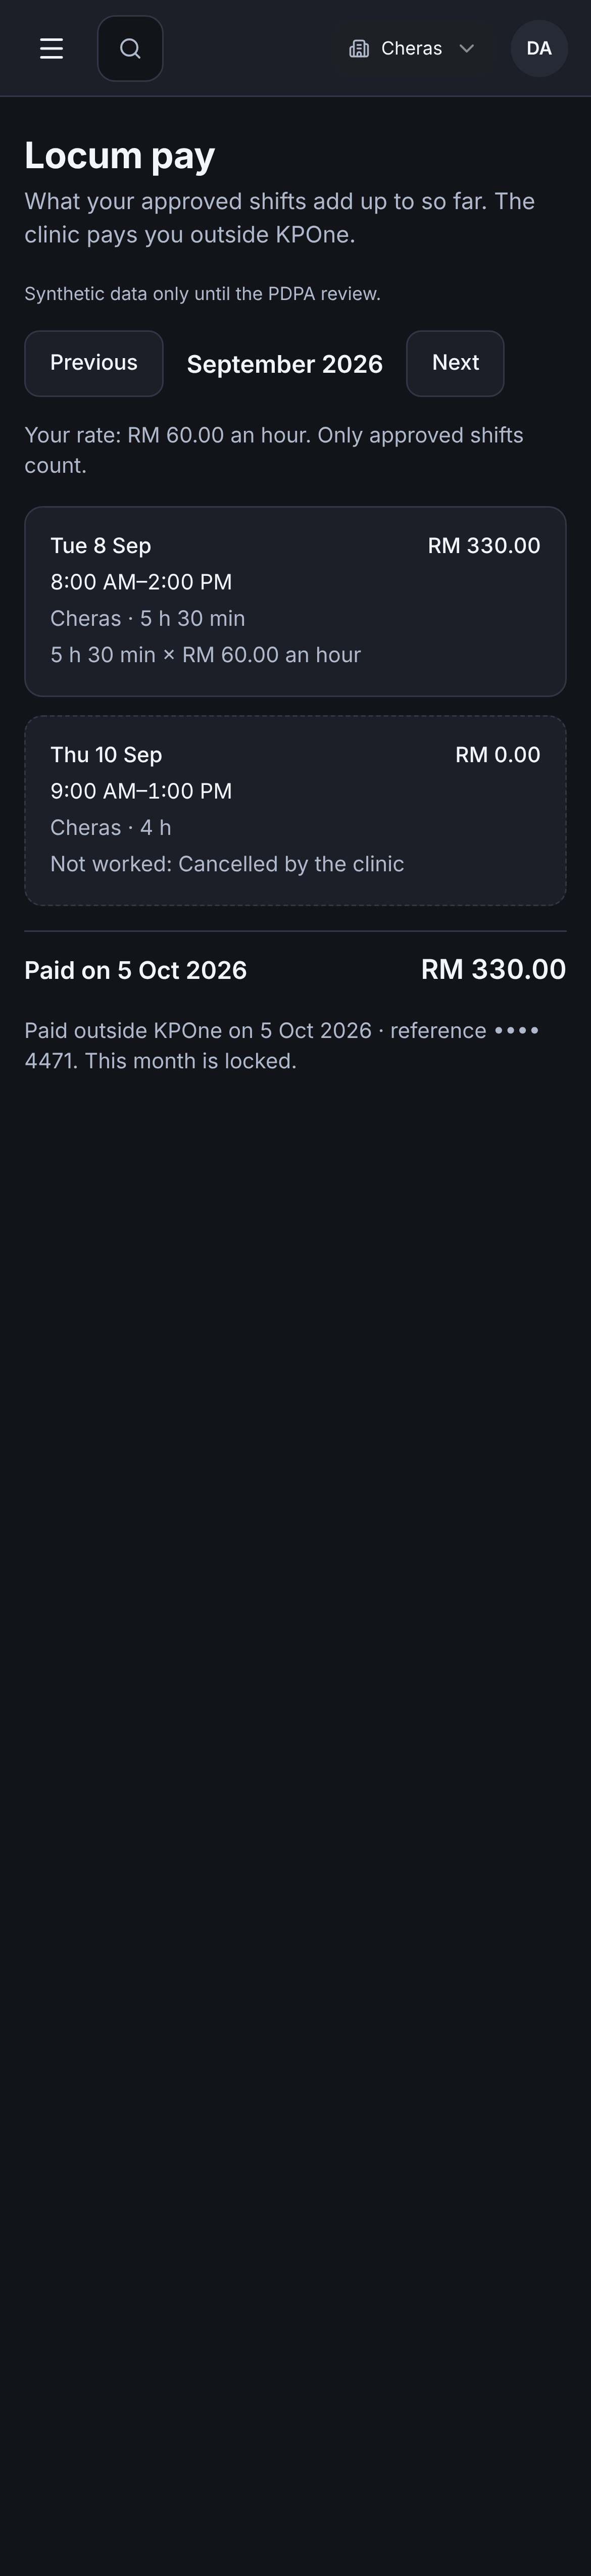 Cheras
DA
Locum pay
What your approved shifts add up to so far. The
clinic pays you outside KPOne.
Synthetic data only until the PDPA review.
Previous
September 2026
Next
Your rate: RM 60.00 an hour. Only approved shifts
count.
Tue 8 Sep RM 330.00
8:00 AM–2:00 PM
Cheras · 5 h 30 min
5 h 30 min × RM 60.00 an hour
Thu 10 Sep RM 0.00
9:00 AM–1:00 PM
Cheras · 4 h
Not worked: Cancelled by the clinic
Paid on 5 Oct 2026 RM 330.00
Paid outside KPOne on 5 Oct 2026 · reference ••••
4471. This month is locked.